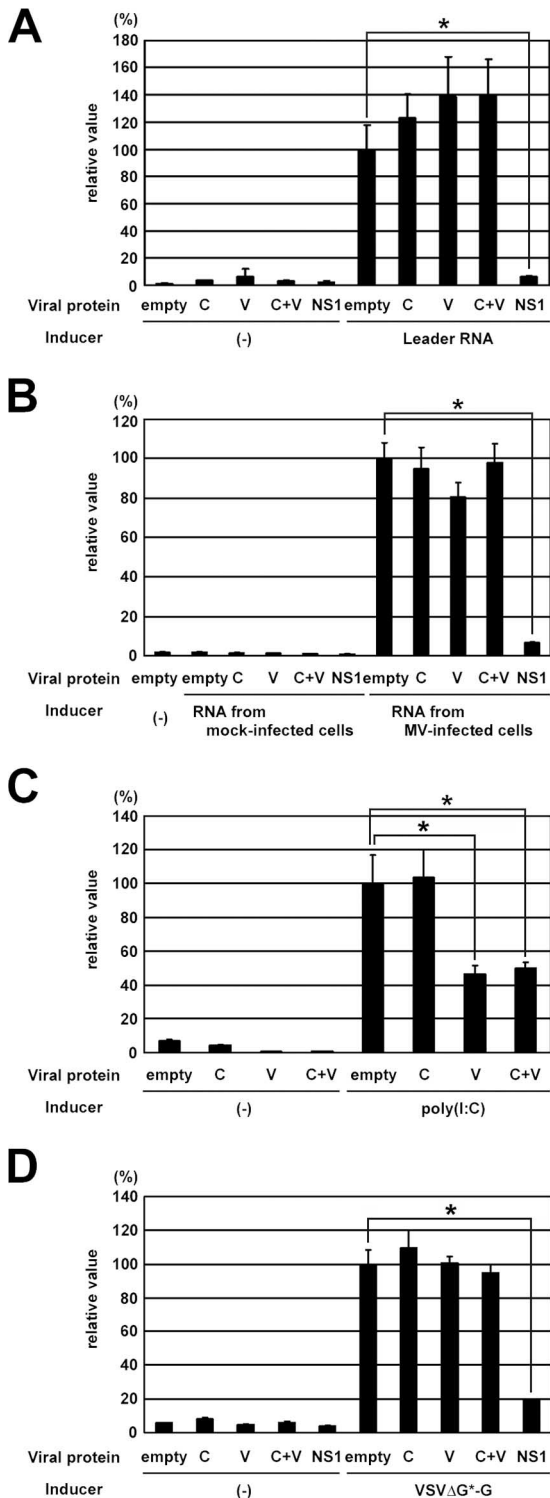 A
(%)
180
160
140
120
100
80
60
40
20
0
relative value
*
Viral protein empty C V C+V NS1 empty C V C+V NS1
Inducer (-) Leader RNA
B
(%)
120
100
80
60
40
20
0
relative value
*
Viral protein empty empty C V C+V NS1 empty C V C+V NS1
Inducer (-) RNA from mock-infected cells RNA from MV-infected cells
C
(%)
140
120
100
80
60
40
20
0
relative value
*
*
Viral protein empty C V C+V empty C V C+V
Inducer (-) poly(I:C)
D
(%)
140
120
100
80
60
40
20
0
relative value
*
Viral protein empty C V C+V NS1 empty C V C+V NS1
Inducer (-) VSVΔG*-G